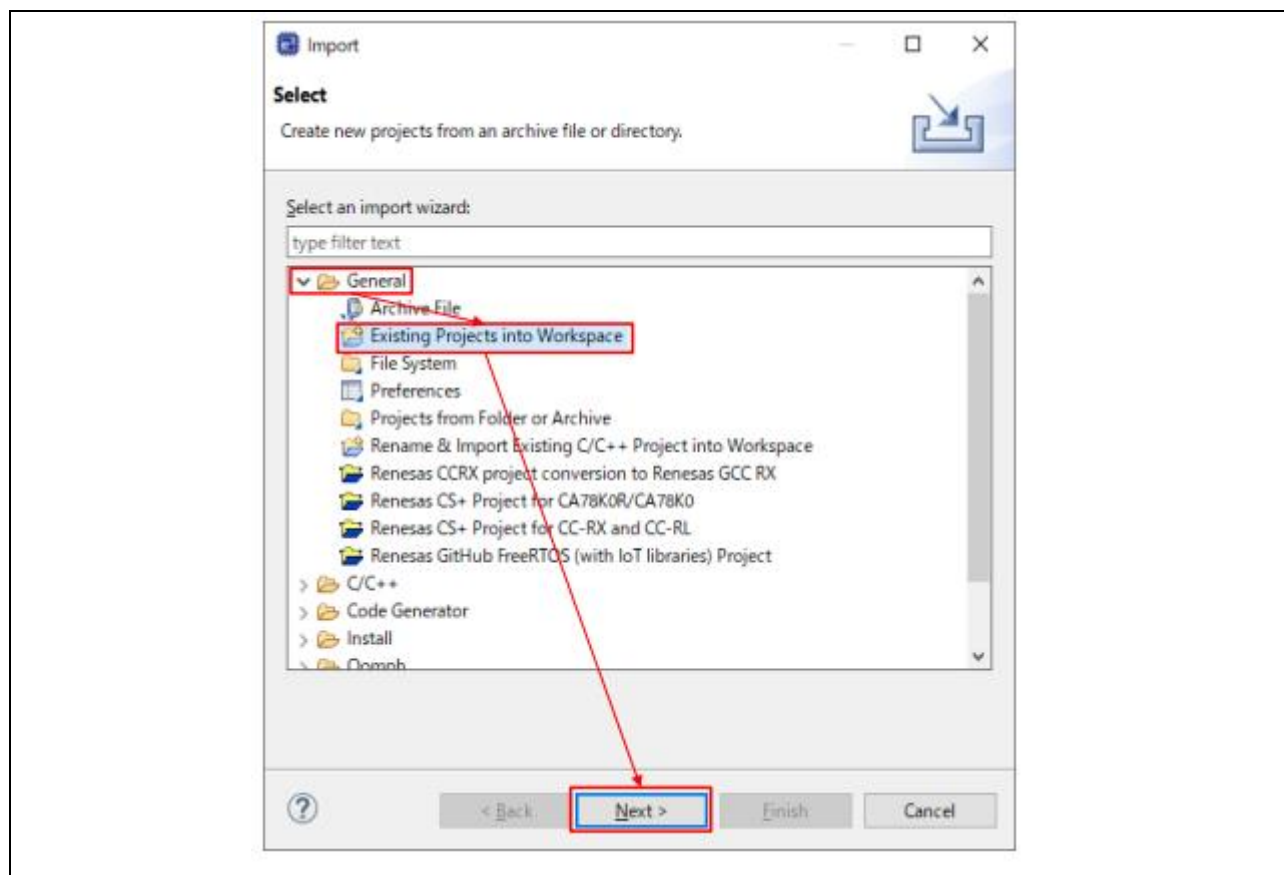 Import
Select
Create new projects from an archive file or directory.
Select an import wizard:
type filter text
General
Archive File
Existing Projects into Workspace
File System
Preferences
Projects from Folder or Archive
Rename & Import Existing C/C++ Project into Workspace
Renesas CCRX project conversion to Renesas GCC RX
Renesas CS+ Project for CA78K0R/CA78K0
Renesas CS+ Project for CC-RX and CC-RL
Renesas GitHub FreeRTOS (with IoT libraries) Project
C/C++
Code Generator
Install
Oomph
? < Back Next > Finish Cancel